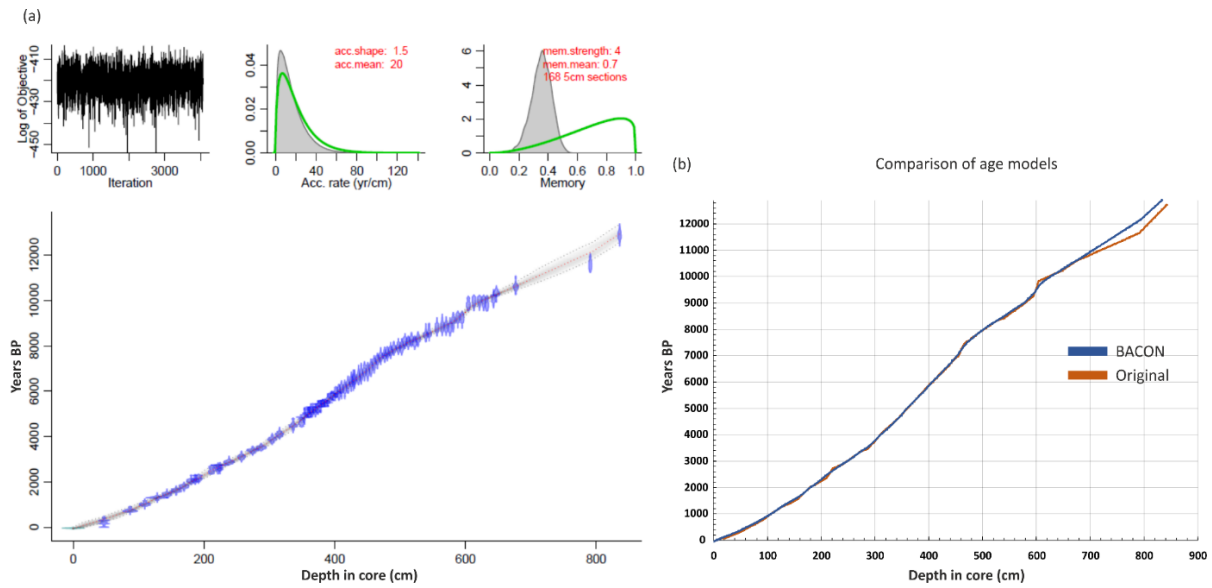 (a)
Log of Objective
−410
−430
−450
0 1000 3000
Iteration
acc.shape: 1.5
acc.mean: 20
0.04
0.02
0.00
0 40 80 120
Acc. rate (yr/cm)
mem.strength: 4
mem.mean: 0.7
168 5cm sections
6
4
2
0
0.0 0.2 0.4 0.6 0.8 1.0
Memory
Years BP
12000
10000
8000
6000
4000
2000
0
0 200 400 600 800
Depth in core (cm)
(b)
Comparison of age models
Years BP
12000
11000
10000
9000
8000
7000
6000
5000
4000
3000
2000
1000
0
BACON
Original
0 100 200 300 400 500 600 700 800 900
Depth in core (cm)